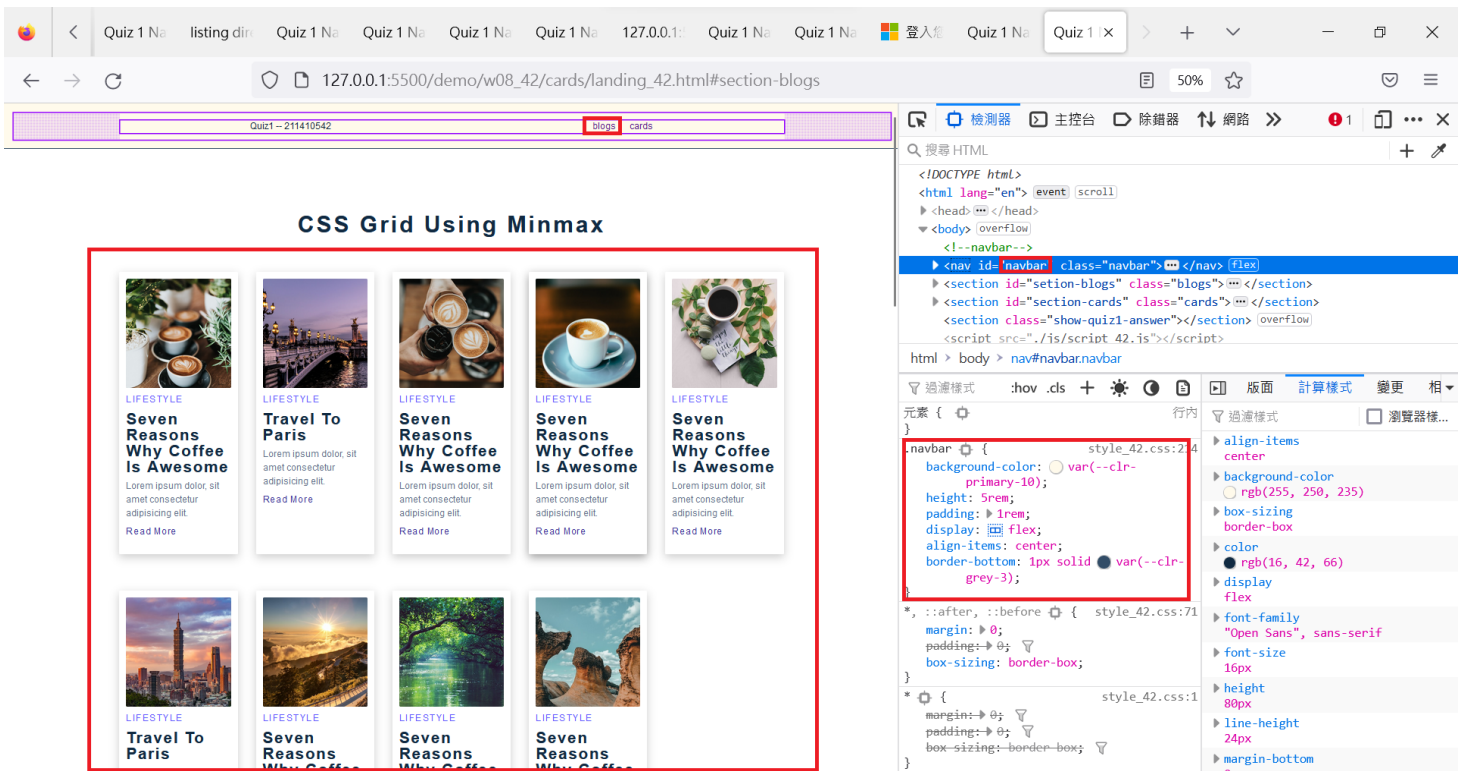 Quiz 1 Na
listing dire
Quiz 1 Na
Quiz 1 Na
Quiz 1 Na
Quiz 1 Na
127.0.0.1:5
Quiz 1 Na
Quiz 1 Na
登入您
Quiz 1 Na
Quiz 1
127.0.0.1:5500/demo/w08_42/cards/landing_42.html#section-blogs
50%
Quiz1 -- 211410542
blogs
cards
CSS Grid Using Minmax
LIFESTYLE
Seven
Reasons
Why Coffee
Is Awesome
Lorem ipsum dolor, sit
amet consectetur
adipisicing elit.
Read More
LIFESTYLE
Travel To
Paris
Lorem ipsum dolor, sit
amet consectetur
adipisicing elit.
Read More
LIFESTYLE
Seven
Reasons
Why Coffee
Is Awesome
Lorem ipsum dolor, sit
amet consectetur
adipisicing elit.
Read More
LIFESTYLE
Seven
Reasons
Why Coffee
Is Awesome
Lorem ipsum dolor, sit
amet consectetur
adipisicing elit.
Read More
LIFESTYLE
Seven
Reasons
Why Coffee
Is Awesome
Lorem ipsum dolor, sit
amet consectetur
adipisicing elit.
Read More
LIFESTYLE
Travel To
Paris
LIFESTYLE
Seven
Reasons
Why Coffee
LIFESTYLE
Seven
Reasons
Why Coffee
LIFESTYLE
Seven
Reasons
Why Coffee
檢測器 主控台 除錯器 網路 1
搜尋 HTML
<!DOCTYPE html>
<html lang="en"> event scroll
<head> </head>
<body> overflow
<!--navbar-->
<nav id="navbar" class="navbar"> </nav> flex
<section id="setion-blogs" class="blogs"> </section>
<section id="section-cards" class="cards"> </section>
<section class="show-quiz1-answer"></section> overflow
<script src="./js/script_42.js"></script>
html > body > nav#navbar.navbar
過濾樣式 :hov .cls
元素 { 行內
}
.navbar { style_42.css:214
background-color: var(--clr-
primary-10);
height: 5rem;
padding: 1rem;
display: flex;
align-items: center;
border-bottom: 1px solid var(--clr-
grey-3);
}
*, ::after, ::before { style_42.css:71
margin: 0;
padding: 0;
box-sizing: border-box;
}
* { style_42.css:1
margin: 0;
padding: 0;
box-sizing: border-box;
}
版面 計算樣式 變更 相
過濾樣式 瀏覽器樣...
align-items
center
background-color
rgb(255, 250, 235)
box-sizing
border-box
color
rgb(16, 42, 66)
display
flex
font-family
"Open Sans", sans-serif
font-size
16px
height
80px
line-height
24px
margin-bottom